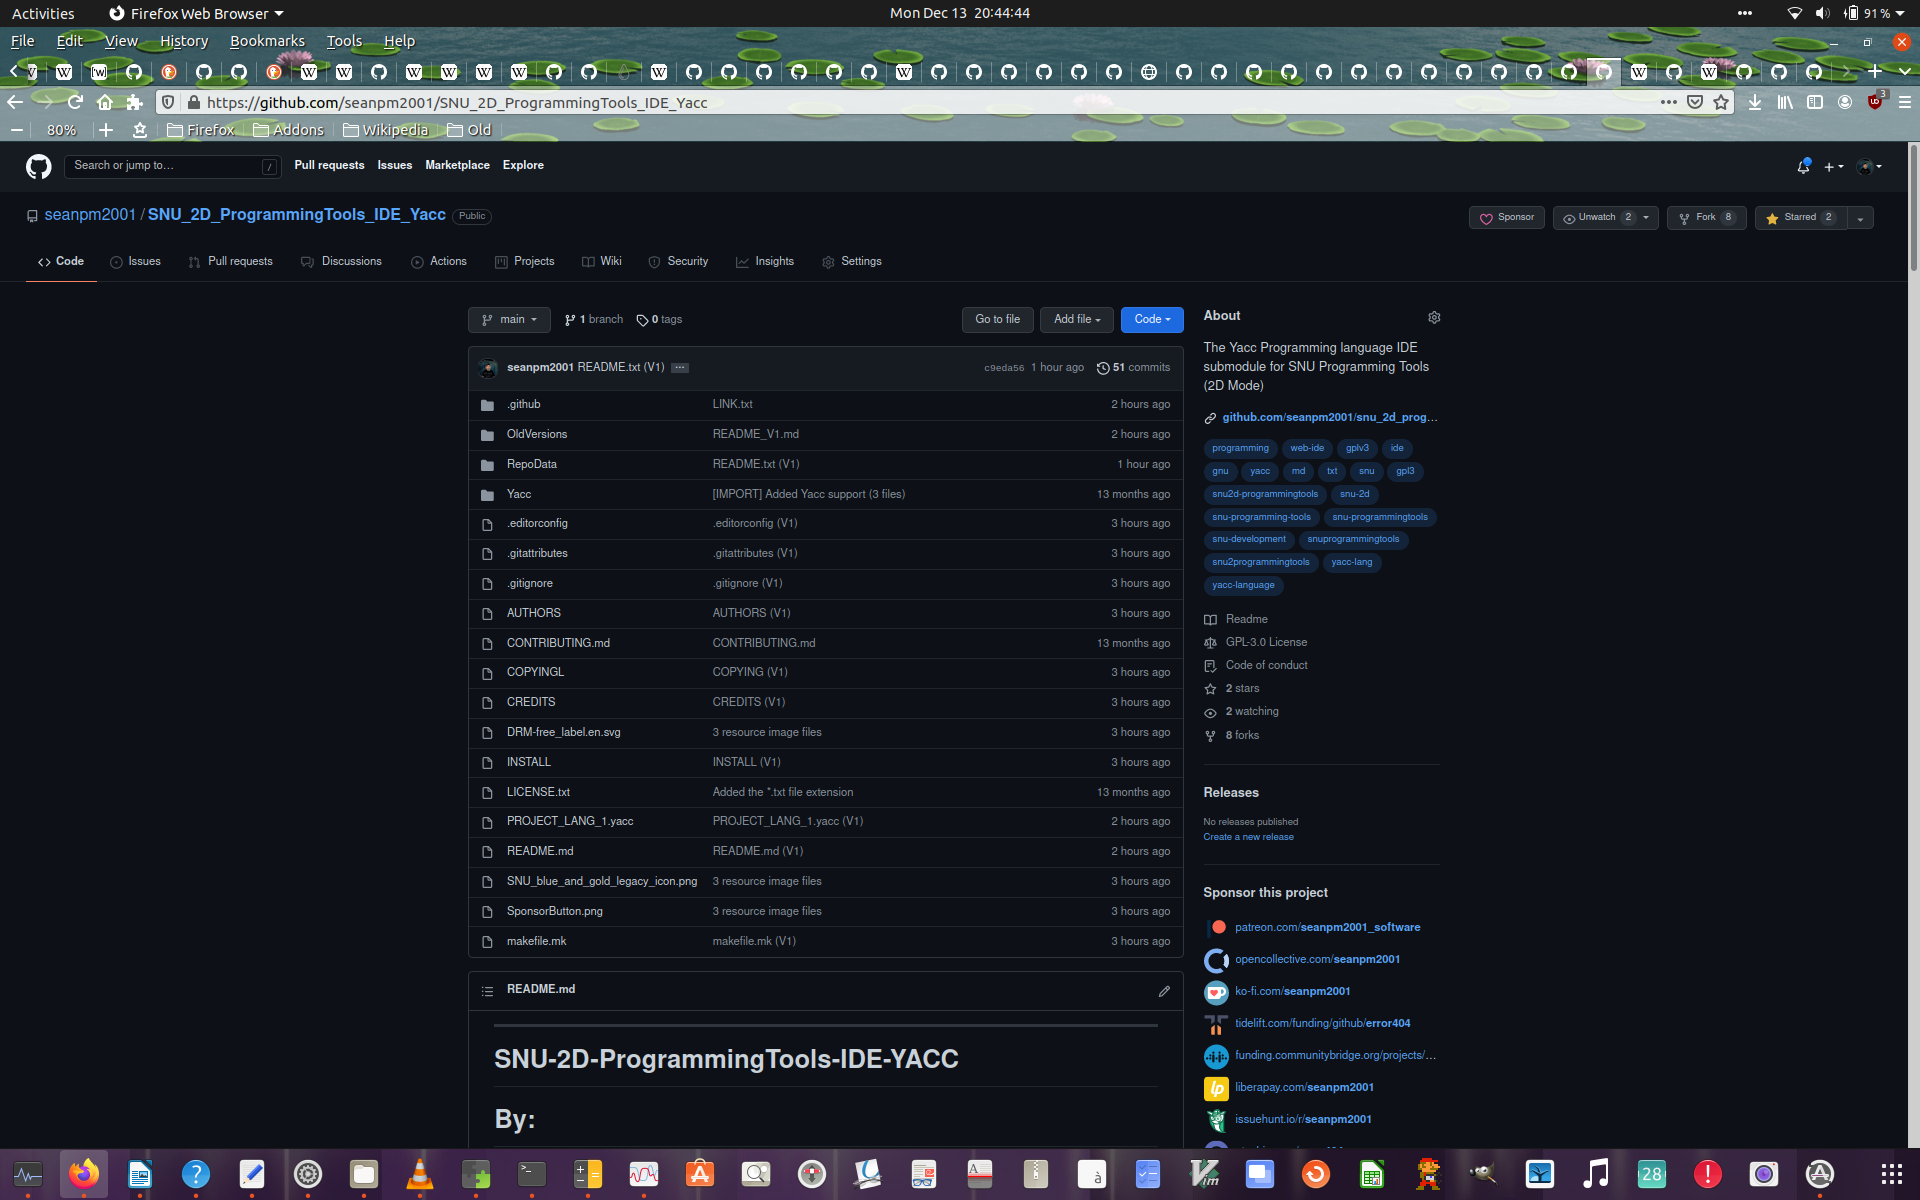 Activities Firefox Web Browser Mon Dec 13 20:44:44 91 %
File Edit View History Bookmarks Tools Help
https://github.com/seanpm2001/SNU_2D_ProgrammingTools_IDE_Yacc 3
80% Firefox Addons Wikipedia Old
Search or jump to… / Pull requests Issues Marketplace Explore
seanpm2001 / SNU_2D_ProgrammingTools_IDE_Yacc Public Sponsor Unwatch 2 Fork 8 Starred 2
Code Issues Pull requests Discussions Actions Projects Wiki Security Insights Settings
main 1 branch 0 tags Go to file Add file Code
seanpm2001 README.txt (V1) ... c9eda56 1 hour ago 51 commits
.github LINK.txt 2 hours ago
OldVersions README_V1.md 2 hours ago
RepoData README.txt (V1) 1 hour ago
Yacc [IMPORT] Added Yacc support (3 files) 13 months ago
.editorconfig .editorconfig (V1) 3 hours ago
.gitattributes .gitattributes (V1) 3 hours ago
.gitignore .gitignore (V1) 3 hours ago
AUTHORS AUTHORS (V1) 3 hours ago
CONTRIBUTING.md CONTRIBUTING.md 13 months ago
COPYINGL COPYING (V1) 3 hours ago
CREDITS CREDITS (V1) 3 hours ago
DRM-free_label.en.svg 3 resource image files 3 hours ago
INSTALL INSTALL (V1) 3 hours ago
LICENSE.txt Added the *.txt file extension 13 months ago
PROJECT_LANG_1.yacc PROJECT_LANG_1.yacc (V1) 2 hours ago
README.md README.md (V1) 2 hours ago
SNU_blue_and_gold_legacy_icon.png 3 resource image files 3 hours ago
SponsorButton.png 3 resource image files 3 hours ago
makefile.mk makefile.mk (V1) 3 hours ago
README.md
SNU-2D-ProgrammingTools-IDE-YACC
By:
About
The Yacc Programming language IDE
submodule for SNU Programming Tools
(2D Mode)
github.com/seanpm2001/snu_2d_prog…
programming web-ide gplv3 ide
gnu yacc md txt snu gpl3
snu2d-programmingtools snu-2d
snu-programming-tools snu-programmingtools
snu-development snuprogrammingtools
snu2programmingtools yacc-lang
yacc-language
Readme
GPL-3.0 License
Code of conduct
2 stars
2 watching
8 forks
Releases
No releases published
Create a new release
Sponsor this project
patreon.com/seanpm2001_software
opencollective.com/seanpm2001
ko-fi.com/seanpm2001
tidelift.com/funding/github/error404
funding.communitybridge.org/projects/…
liberapay.com/seanpm2001
issuehunt.io/r/seanpm2001
28